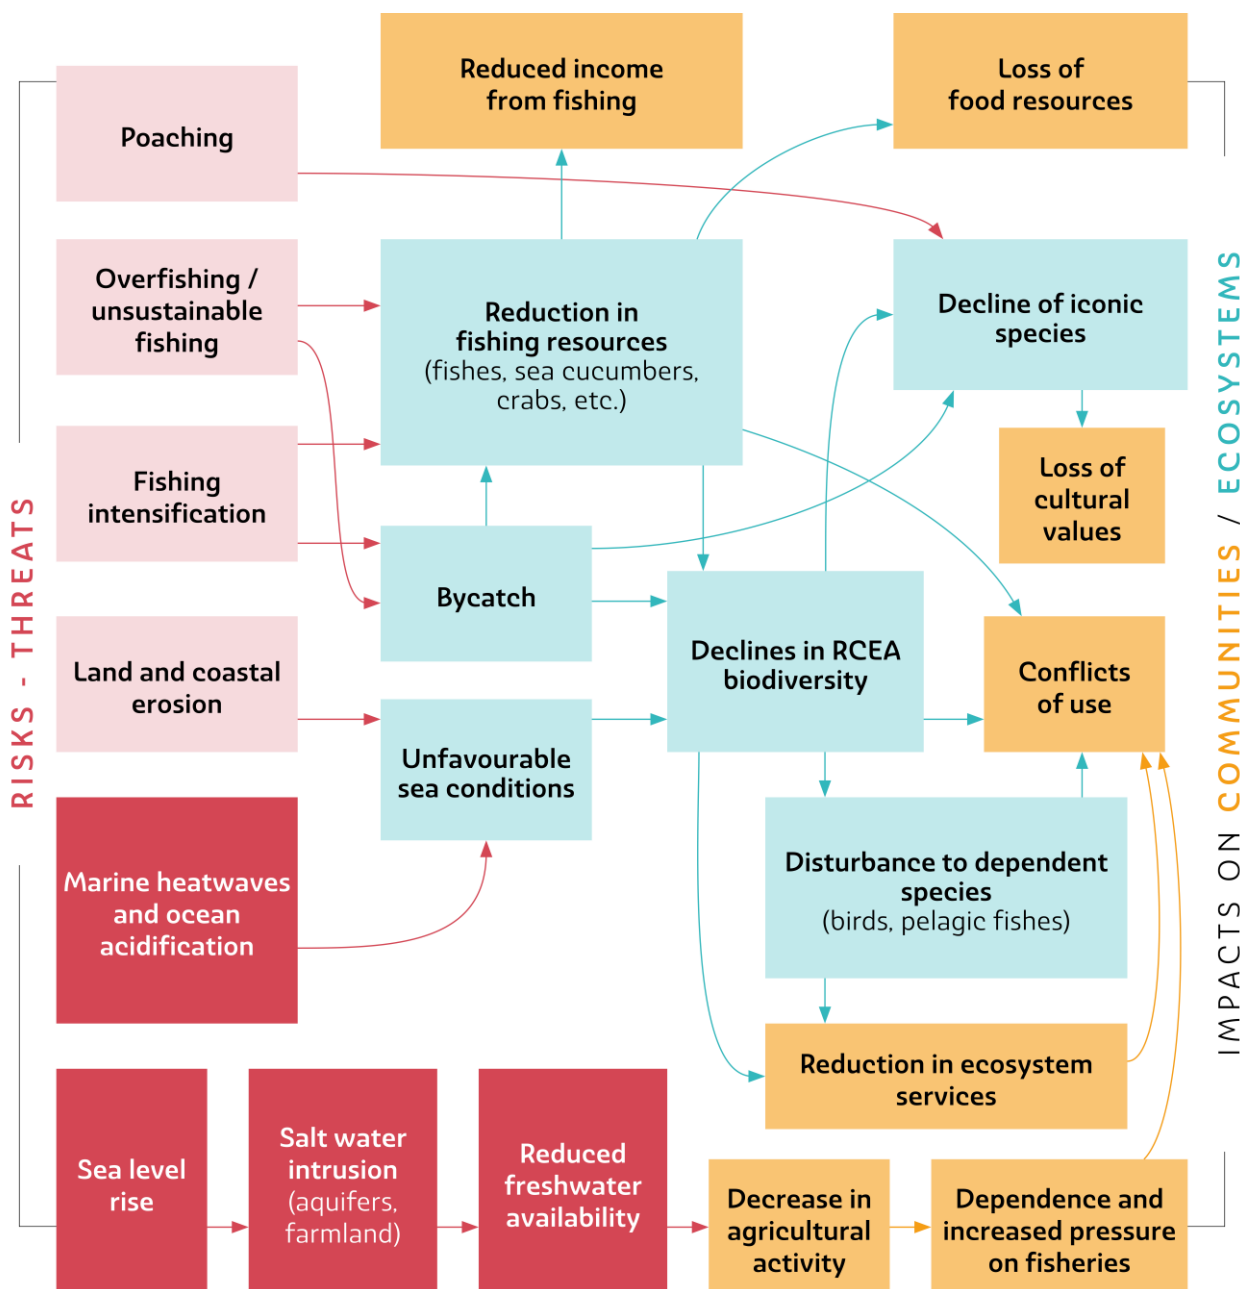 Reduced income
from fishing
Loss of
food resources
Poaching
Overfishing /
unsustainable
fishing
Reduction in
fishing resources
(fishes, sea cucumbers,
crabs, etc.)
Decline of iconic
species
Fishing
intensification
Loss of
cultural
values
Bycatch
Land and coastal
erosion
Declines in RCEA
biodiversity
Conflicts
of use
Unfavourable
sea conditions
Marine heatwaves
and ocean
acidification
Disturbance to dependent
species
(birds, pelagic fishes)
Reduction in ecosystem
services
Sea level
rise
Salt water
intrusion
(aquifers,
farmland)
Reduced
freshwater
availability
Decrease in
agricultural
activity
Dependence and
increased pressure
on fisheries
RISKS - THREATS
IMPACTS ON COMMUNITIES / ECOSYSTEMS